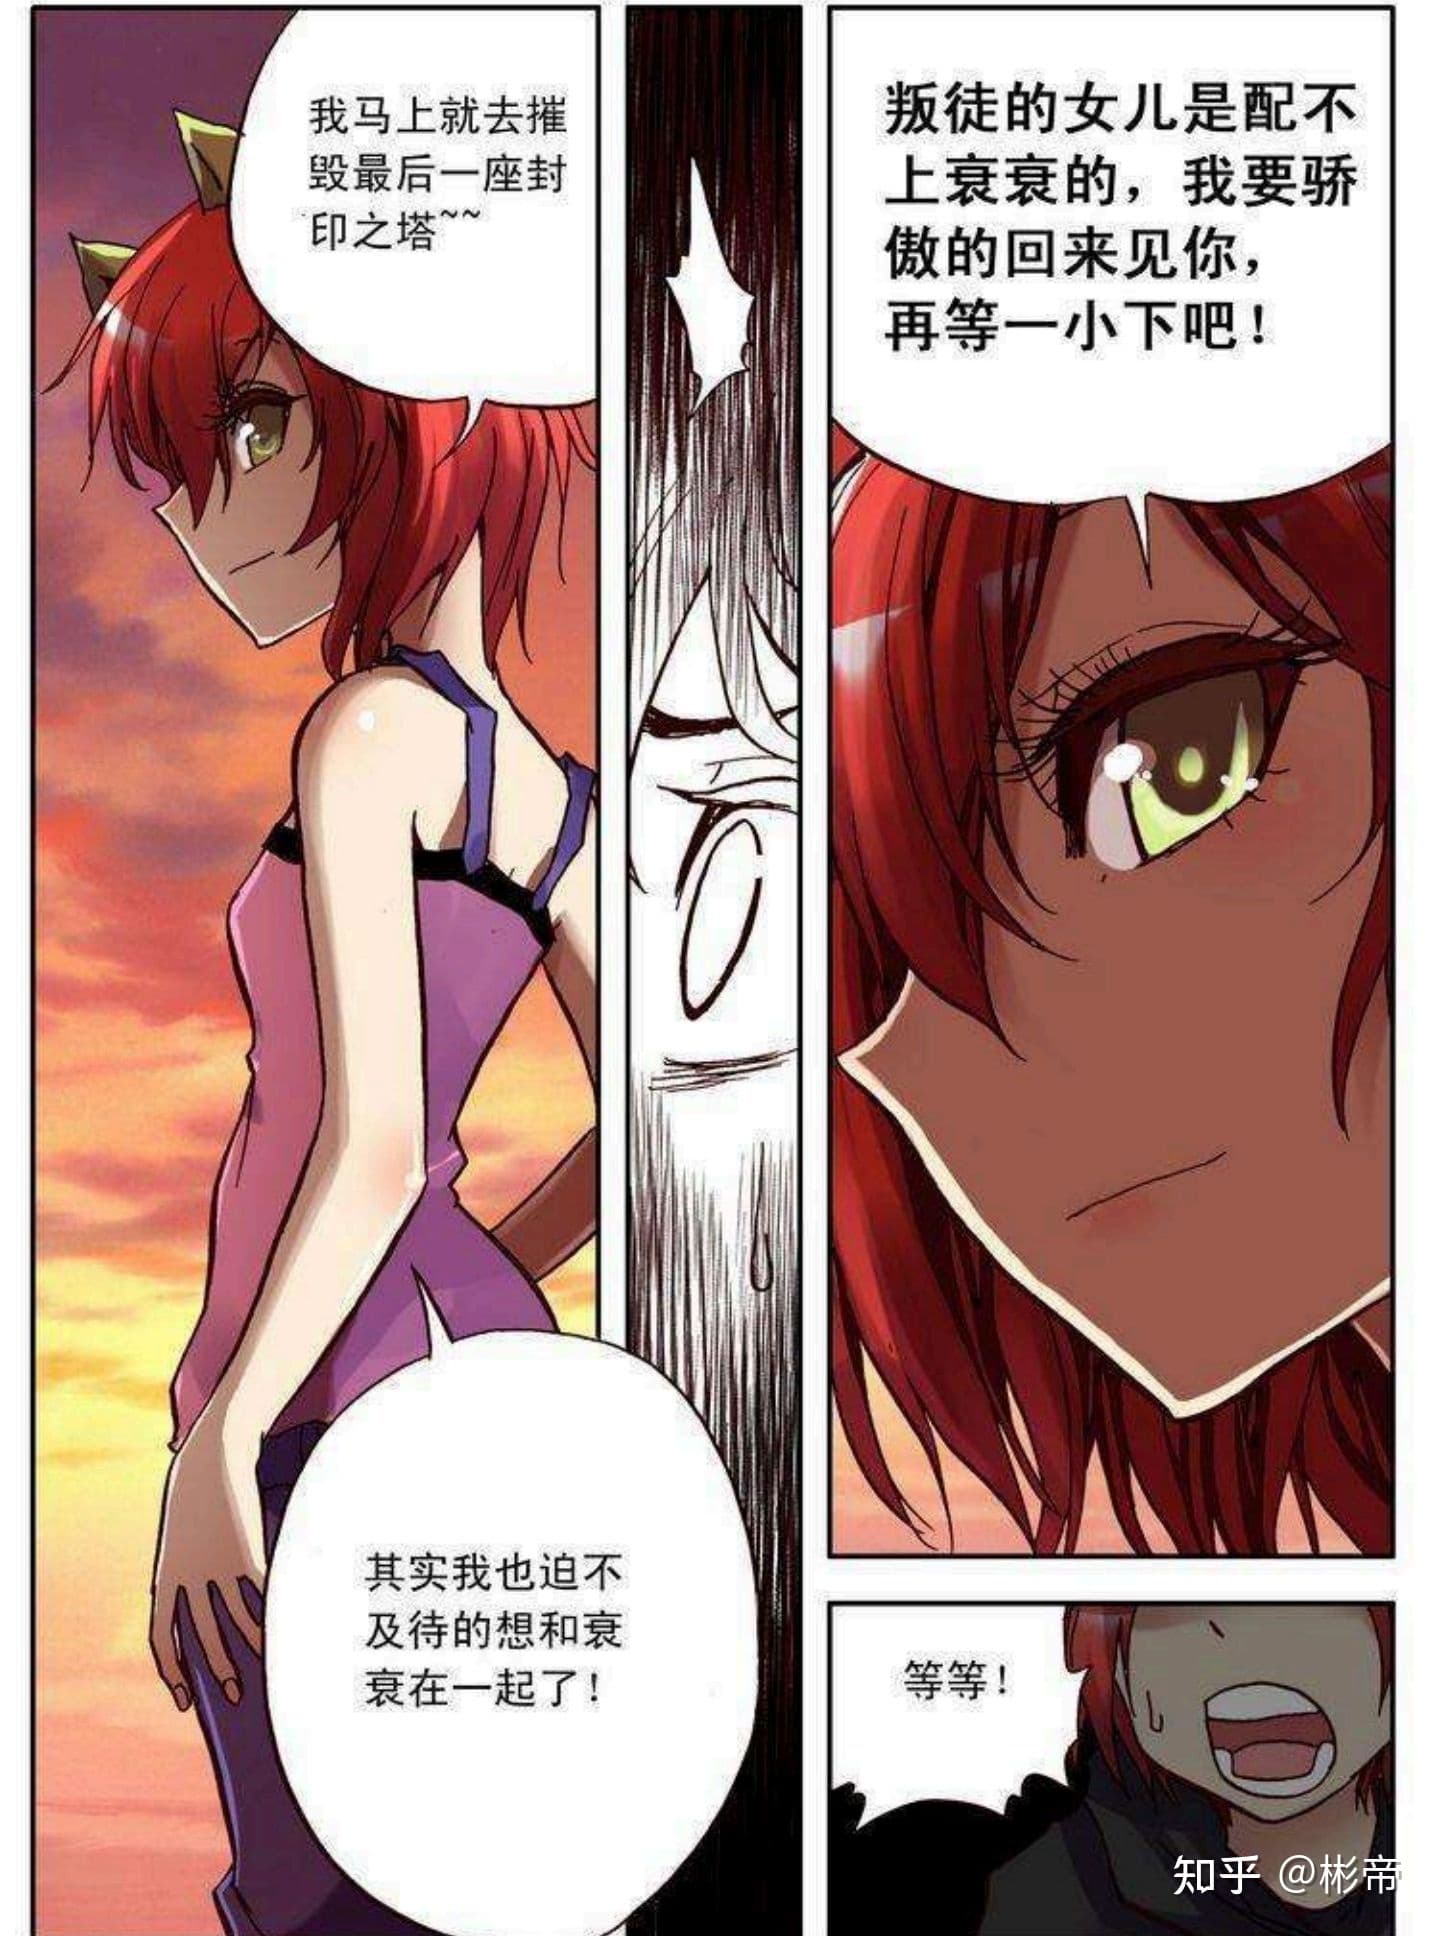 我马上就去摧
毁最后一座封
印之塔~~
其实我也迫不
及待的想和衰
衰在一起了！
叛徒的女儿是配不
上衰衰的，我要骄
傲的回来见你，
再等一小下吧！
等等！
知乎 @彬帝